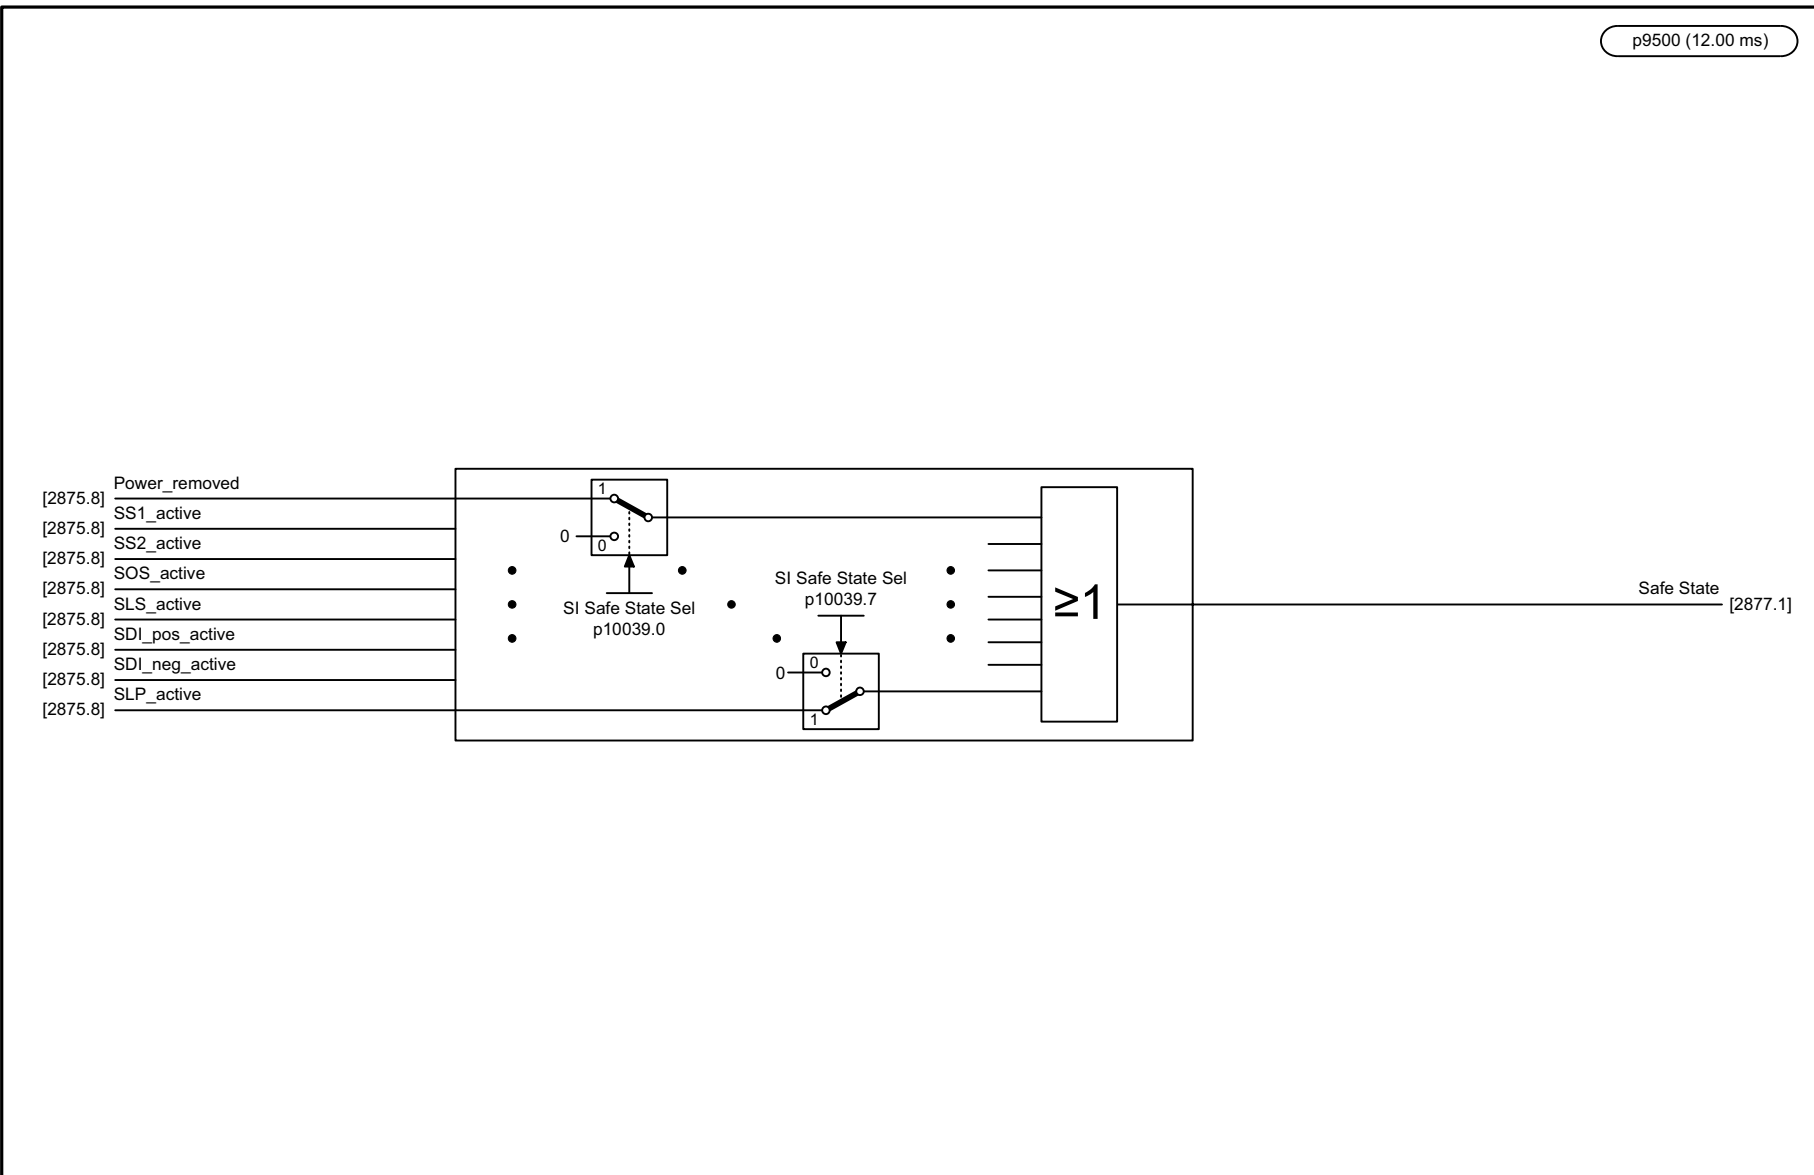 p9500 (12.00 ms)
Power_removed
[2875.8]
SS1_active
[2875.8]
SS2_active
[2875.8]
SOS_active
[2875.8]
SLS_active
[2875.8]
SDI_pos_active
[2875.8]
SDI_neg_active
[2875.8]
SLP_active
[2875.8]
1
0
0
SI Safe State Sel
p10039.0
SI Safe State Sel
p10039.7
0
0
1
≥1
Safe State
[2877.1]